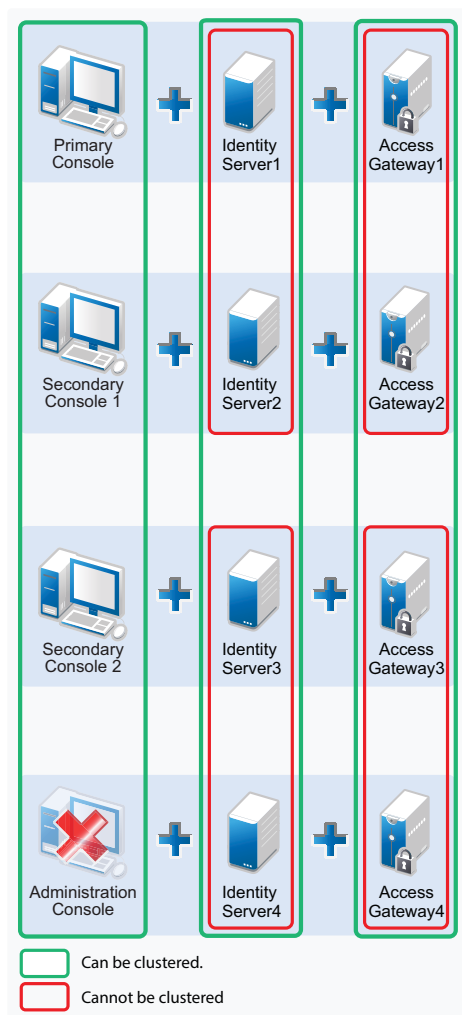 Primary
Console
Identity
Server1
Access
Gateway1
Secondary
Console 1
Identity
Server2
Access
Gateway2
Secondary
Console 2
Identity
Server3
Access
Gateway3
Administration
Console
Identity
Server4
Access
Gateway4
Can be clustered.
Cannot be clustered